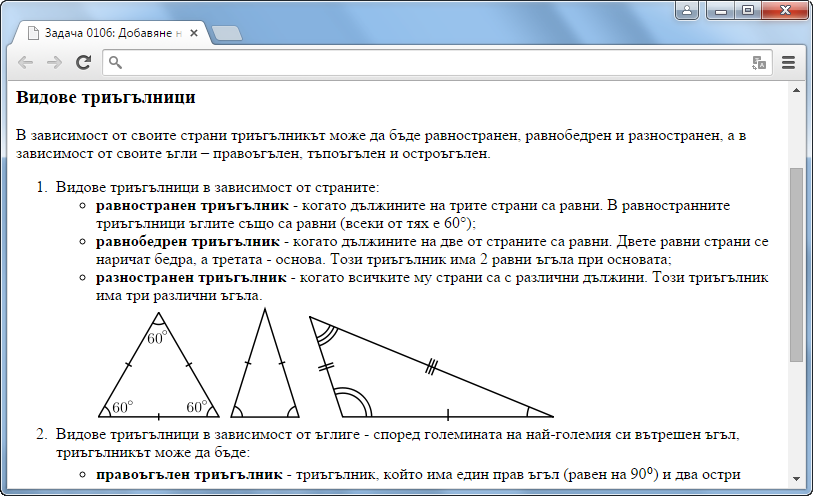 Задача 0106: Добавяне н
Видове триъгълници
В зависимост от своите страни триъгълникът може да бъде равностранен, равнобедрен и разностранен, а в
зависимост от своите ъгли – правоъгълен, тъпоъгълен и остроъгълен.
1. Видове триъгълници в зависимост от страните:
равностранен триъгълник - когато дължините на трите страни са равни. В равностранните
триъгълници ъглите също са равни (всеки от тях е 60°);
равнобедрен триъгълник - когато дължините на две от страните са равни. Двете равни страни се
наричат бедра, а третата - основа. Този триъгълник има 2 равни ъгъла при основата;
разностранен триъгълник - когато всичките му страни са с различни дължини. Този триъгълник
има три различни ъгъла.
60°
60° 60°
2. Видове триъгълници в зависимост от ъглиге - според големината на най-големия си вътрешен ъгъл,
триъгълникът може да бъде:
правоъгълен триъгълник - триъгълник, който има един прав ъгъл (равен на 90⁰) и два остри